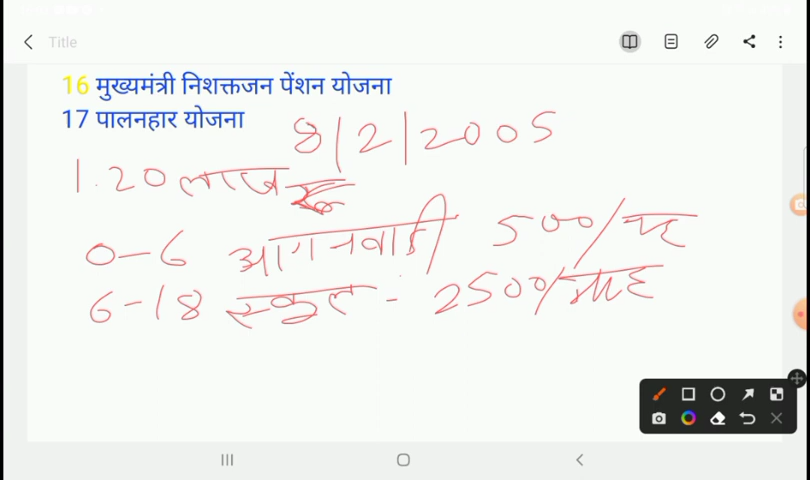 Title
16 मुख्यमंत्री निशक्तजन पेंशन योजना
17 पालनहार योजना
8/2/2005
1.20 लाख
0-6 आगनवाडी 500/
6-18 स्कुल - 2500/माह